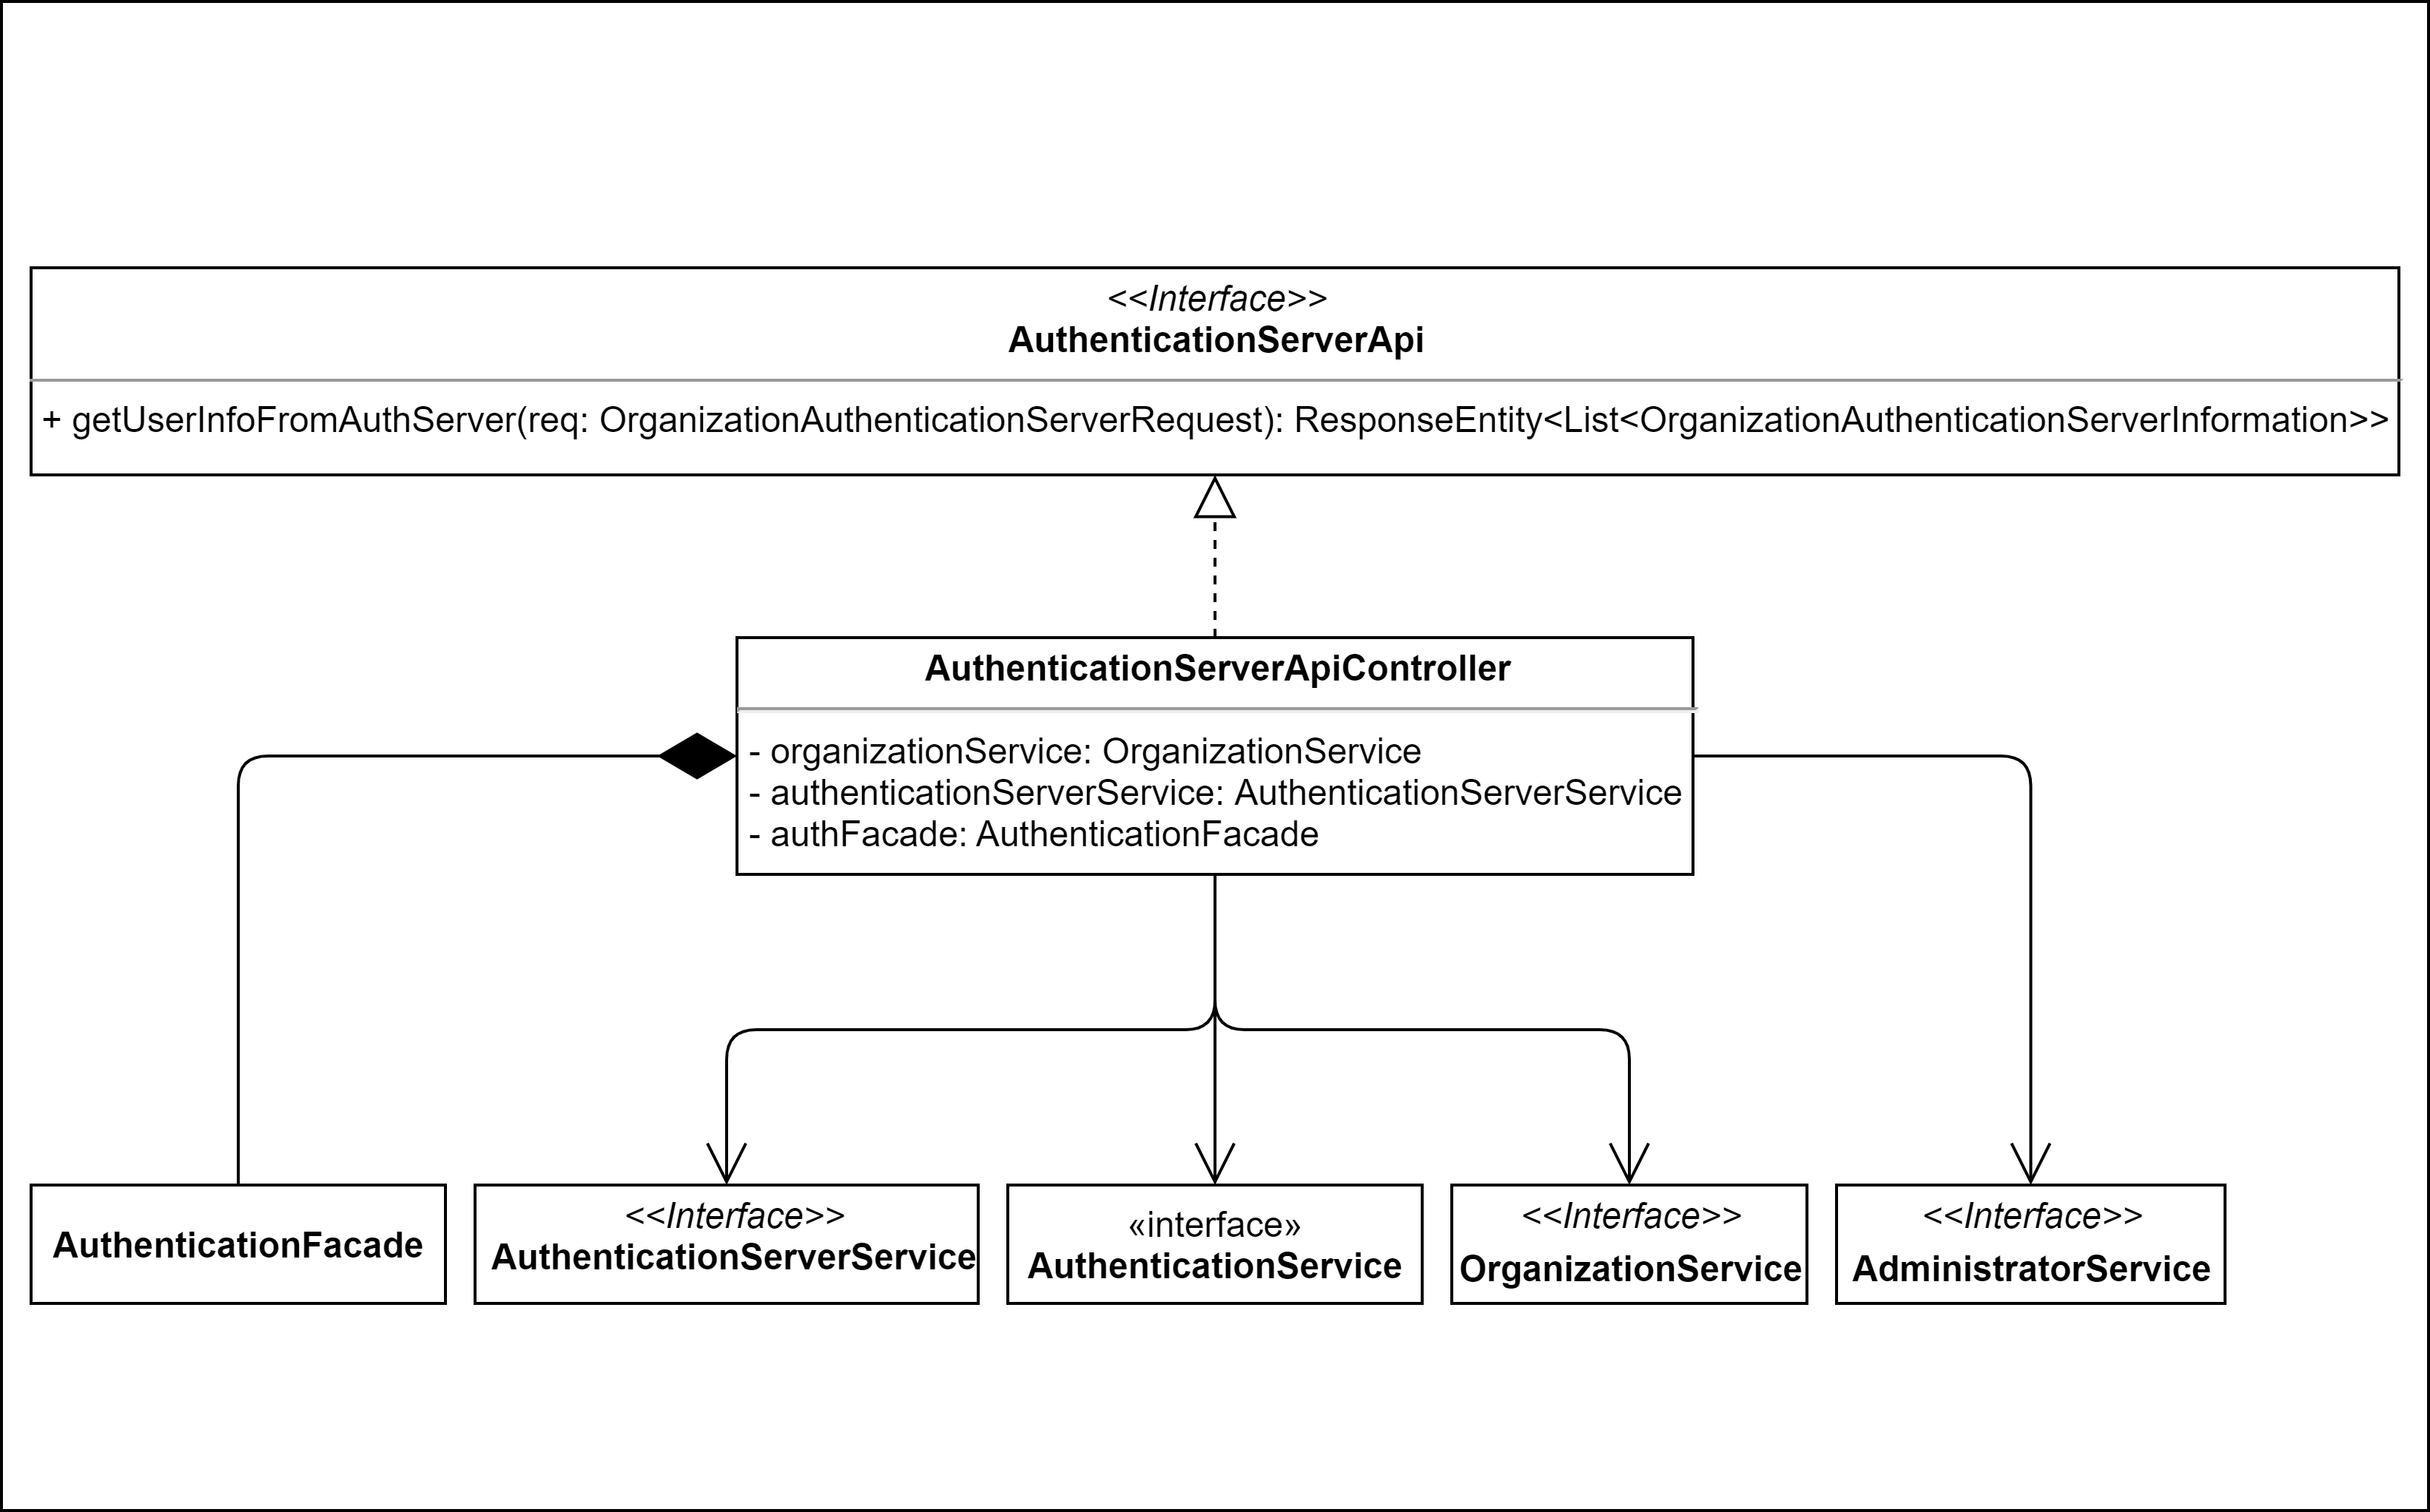 <<Interface>>
AuthenticationServerApi
+ getUserInfoFromAuthServer(req: OrganizationAuthenticationServerRequest): ResponseEntity<List<OrganizationAuthenticationServerInformation>>
AuthenticationServerApiController
- organizationService: OrganizationService
- authenticationServerService: AuthenticationServerService
- authFacade: AuthenticationFacade
AuthenticationFacade
<<Interface>>
AuthenticationServerService
«interface»
AuthenticationService
<<Interface>>
OrganizationService
<<Interface>>
AdministratorService